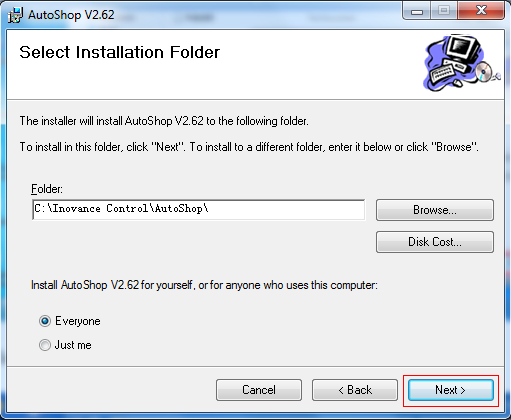 AutoShop V2.62
Select Installation Folder
The installer will install AutoShop V2.62 to the following folder.
To install in this folder, click "Next". To install to a different folder, enter it below or click "Browse".
Folder:
C:\Inovance Control\AutoShop\
Browse...
Disk Cost...
Install AutoShop V2.62 for yourself, or for anyone who uses this computer:
Everyone
Just me
Cancel
< Back
Next >